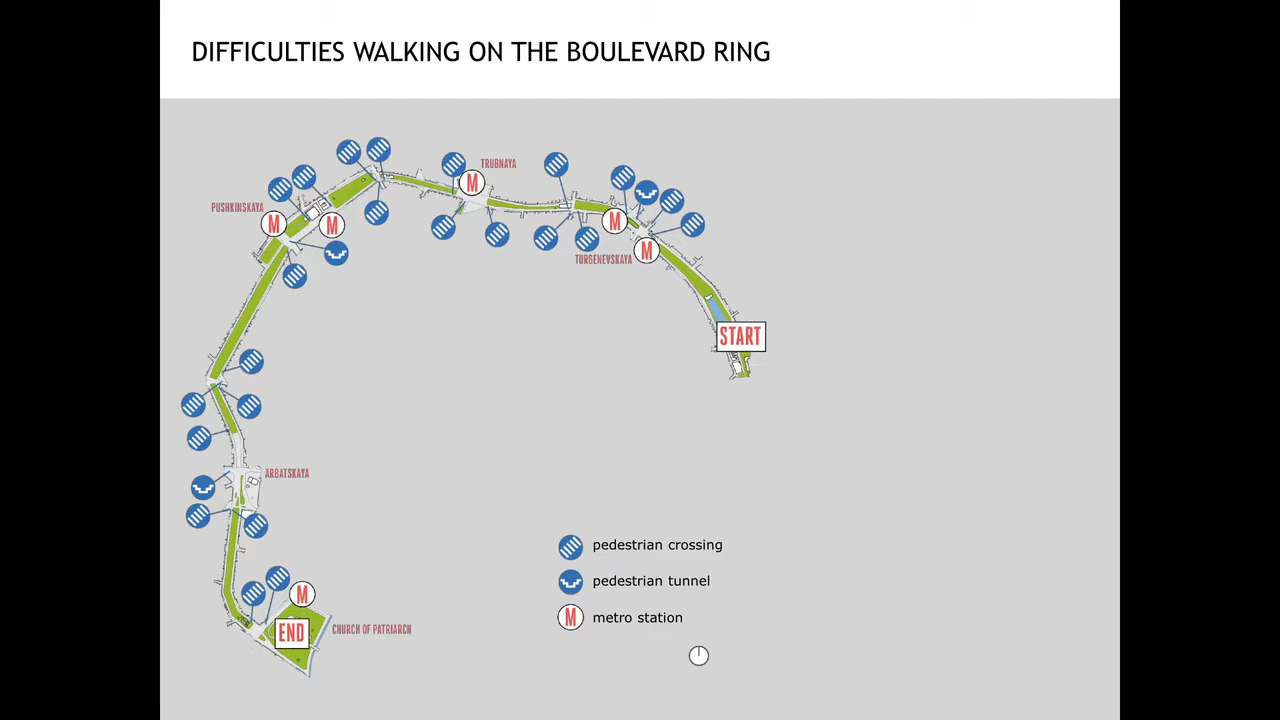 DIFFICULTIES WALKING ON THE BOULEVARD RING
TRUBNAYA
M
PUSHKINSKAYA
M
M
M
TURGENEVSKAYA
M
START
ARBATSKAYA
M
END
CHURCH OF PATRIARCH
pedestrian crossing
pedestrian tunnel
M
metro station